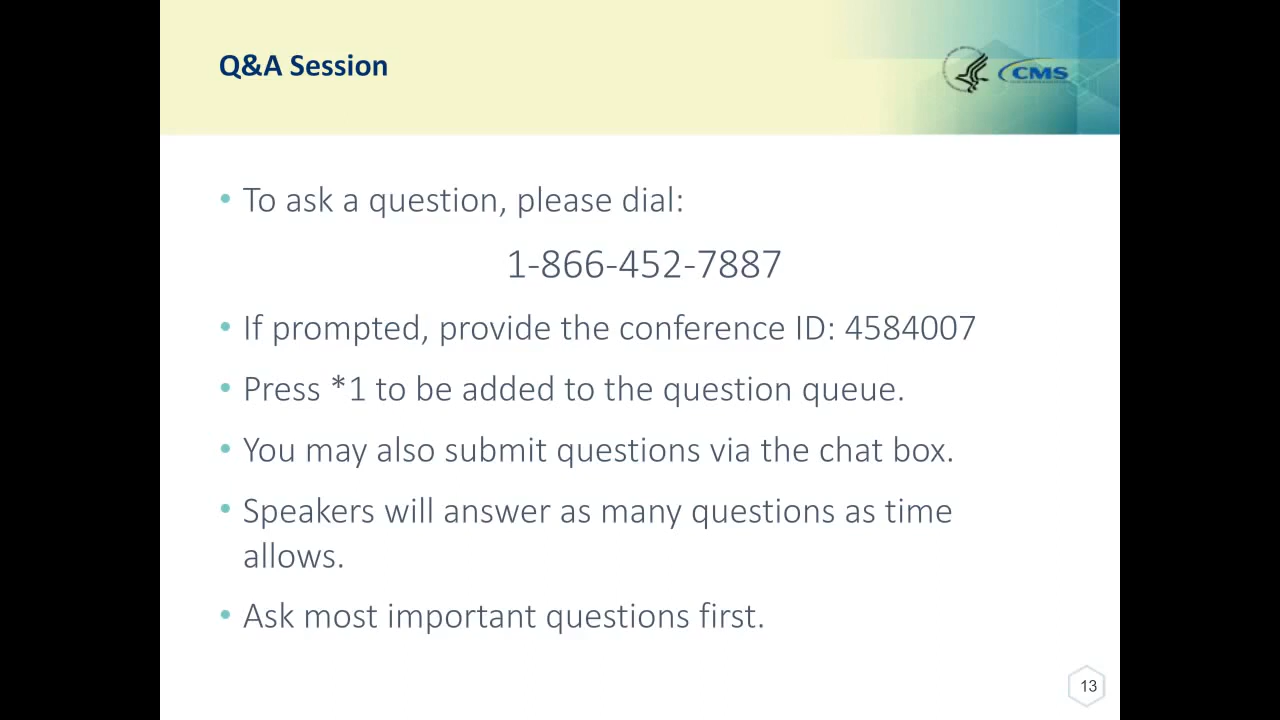 Q&A Session
CMS
• To ask a question, please dial:
1-866-452-7887
• If prompted, provide the conference ID: 4584007
• Press *1 to be added to the question queue.
• You may also submit questions via the chat box.
• Speakers will answer as many questions as time
allows.
• Ask most important questions first.
13